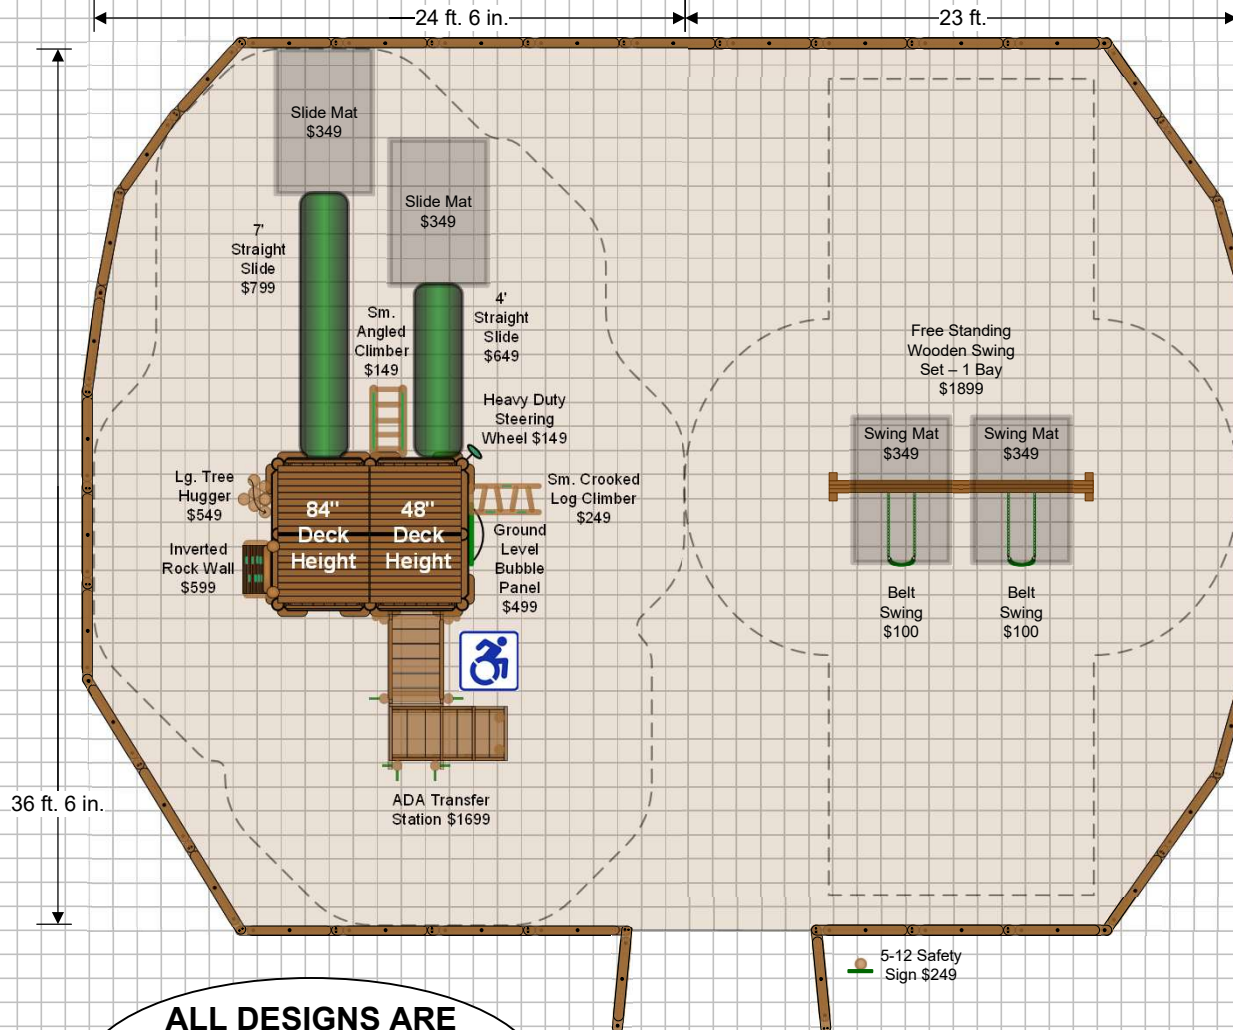 24 ft. 6 in.
23 ft.
Slide Mat
$349
Slide Mat
$349
7'
Straight
Slide
$799
4'
Straight
Slide
$649
Sm.
Angled
Climber
$149
Free Standing
Wooden Swing
Set – 1 Bay
$1899
Heavy Duty
Steering
Wheel $149
Swing Mat
$349
Swing Mat
$349
Lg. Tree
Hugger
$549
84"
Deck
Height
48"
Deck
Height
Sm. Crooked
Log Climber
$249
Inverted
Rock Wall
$599
Ground
Level
Bubble
Panel
$499
Belt
Swing
$100
Belt
Swing
$100
36 ft. 6 in.
ADA Transfer
Station $1699
5-12 Safety
Sign $249
ALL DESIGNS ARE